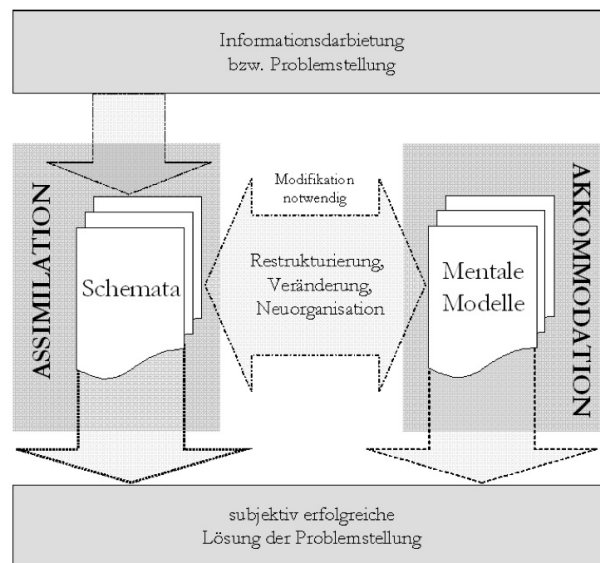 Informationsdarbietung
bzw. Problemstellung
ASSIMILATION
Schemata
Modifikation
notwendig
Restrukturierung,
Veränderung,
Neuorganisation
Mentale
Modelle
AKKOMMODATION
subjektiv erfolgreiche
Lösung der Problemstellung